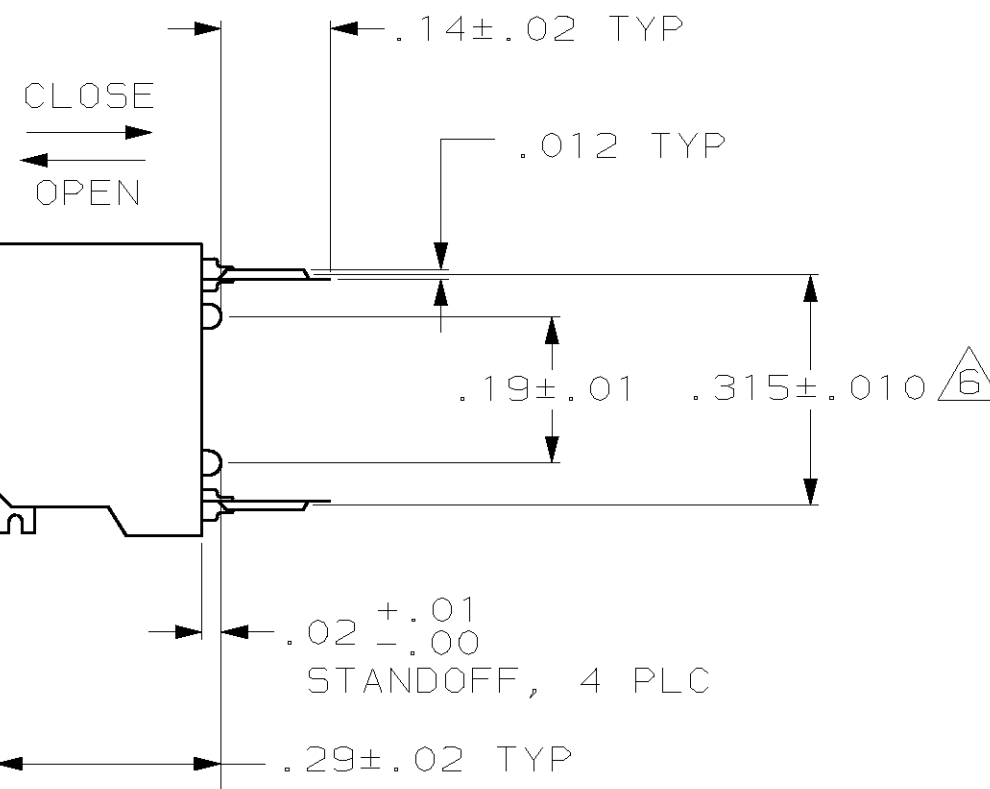 .14±.02 TYP
CLOSE
.012 TYP
OPEN
.19±.01
.315±.010 6
.02 +.01
-.00
STANDOFF, 4 PLC
.29±.02 TYP